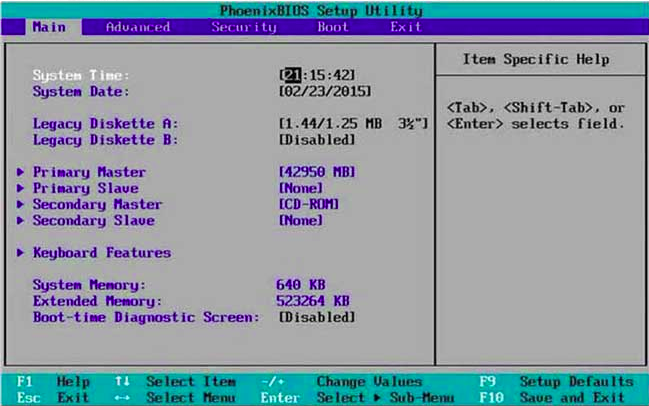 PhoenixBIOS Setup Utility
Main Advanced Security Boot Exit
Item Specific Help
System Time: [21:15:42]
System Date: [02/23/2015]
<Tab>, <Shift-Tab>, or
<Enter> selects field.
Legacy Diskette A: [1.44/1.25 MB 3½"]
Legacy Diskette B: [Disabled]
▶ Primary Master [42950 MB]
▶ Primary Slave [None]
▶ Secondary Master [CD-ROM]
▶ Secondary Slave [None]
▶ Keyboard Features
System Memory: 640 KB
Extended Memory: 523264 KB
Boot-time Diagnostic Screen: [Disabled]
F1 Help ↑↓ Select Item -/+ Change Values F9 Setup Defaults
Esc Exit ↔ Select Menu Enter Select ▶ Sub-Menu F10 Save and Exit